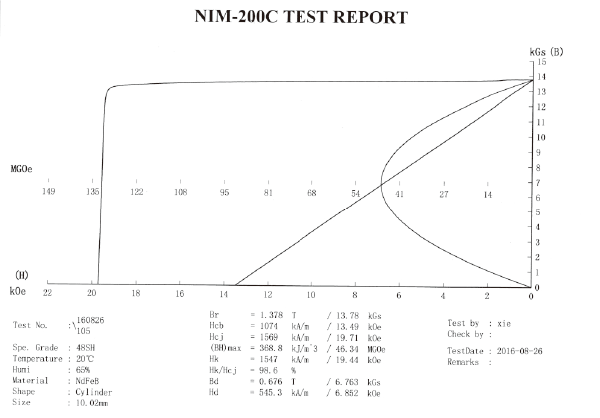 NIM-200C TEST REPORT
kGs (B)
15
14
13
12
11
10
9
8
7
6
5
4
3
2
1
0
MGOe
149 135 122 108 95 81 68 54 41 27 14
(H)
kOe 22 20 18 16 14 12 10 8 6 4 2 0
Test No. :\160826
105
Spe. Grade : 48SH
Temperature : 20℃
Humi : 65%
Material : NdFeB
Shape : Cylinder
Size : 10.02mm
Br = 1.378 T / 13.78 kGs
Hcb = 1074 kA/m / 13.49 kOe
Hcj = 1569 kA/m / 19.71 kOe
(BH)max = 368.8 kJ/m^3 / 46.34 MGOe
Hk = 1547 kA/m / 19.44 kOe
Hk/Hcj = 98.6 %
Bd = 0.676 T / 6.763 kGs
Hd = 545.3 kA/m / 6.852 kOe
Test by : xie
Check by :
TestDate : 2016-08-26
Remarks :